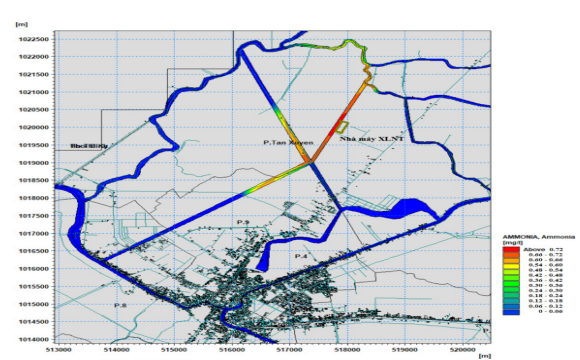 [m]
1022500
1022000
1021500
1021000
1020500
1020000
1019500
1019000
1018500
1018000
1017500
1017000
1016500
1016000
1015500
1015000
1014500
1014000
P.Tan Xuyen
Nhà máy XLNT
P.9
P.4
P.8
513000 514000 515000 516000 517000 518000 519000 520000
[m]
AMMONIA, Ammonia
[mg/l]
Above 0.72
0.66 - 0.72
0.60 - 0.66
0.54 - 0.60
0.48 - 0.54
0.42 - 0.48
0.36 - 0.42
0.30 - 0.36
0.24 - 0.30
0.18 - 0.24
0.12 - 0.18
0.06 - 0.12
0 - 0.06